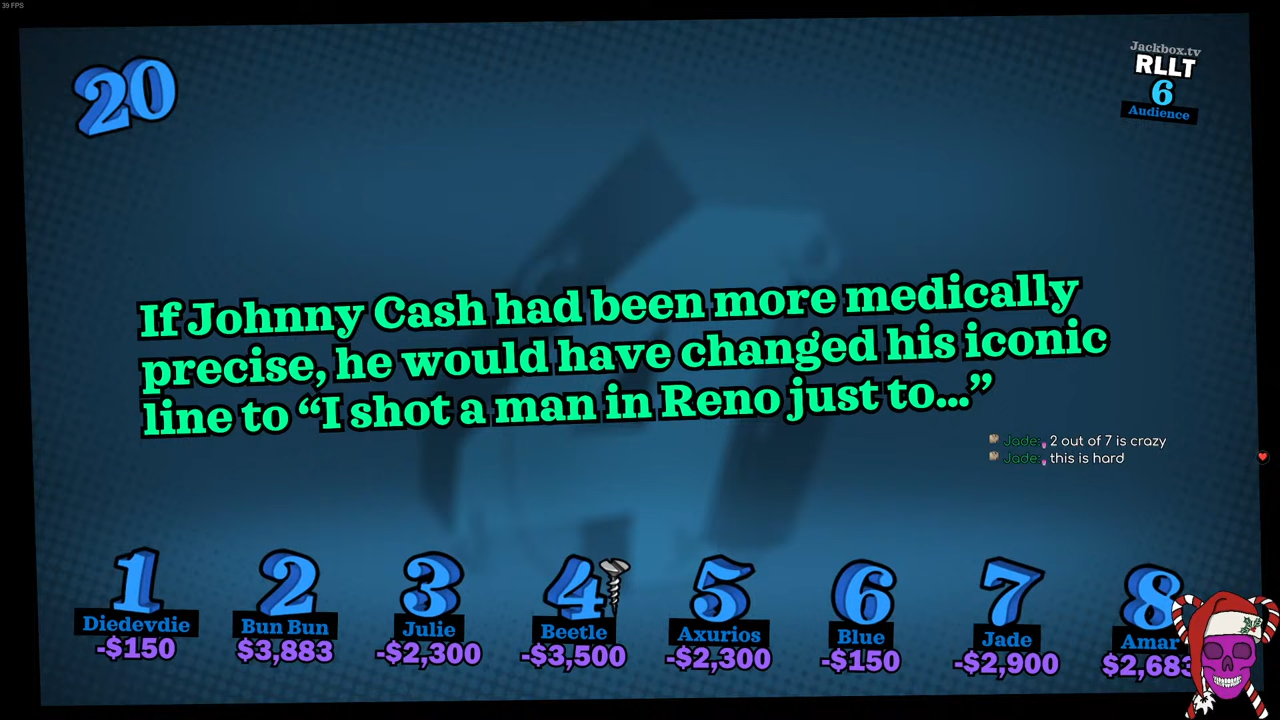 39 FPS
20
Jackbox.tv
RLLT
6
Audience
If Johnny Cash had been more medically
precise, he would have changed his iconic
line to “I shot a man in Reno just to...”
Jade: 2 out of 7 is crazy
Jade: this is hard
1 2 3 4 5 6 7 8
Diedevdie Bun Bun Julie Beetle Axurios Blue Jade Amar
-$150 $3,883 -$2,300 -$3,500 -$2,300 -$150 -$2,900 $2,683